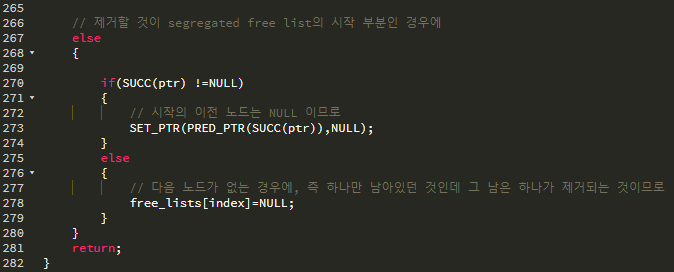 265
266 // 제거할 것이 segregated free list의 시작 부분인 경우에
267 else
268 {
269
270 if(SUCC(ptr) !=NULL)
271 {
272 // 시작의 이전 노드는 NULL 이므로
273 SET_PTR(PRED_PTR(SUCC(ptr)),NULL);
274 }
275 else
276 {
277 // 다음 노드가 없는 경우에, 즉 하나만 남아있던 것인데 그 남은 하나가 제거되는 것이므로
278 free_lists[index]=NULL;
279 }
280 }
281 return;
282 }